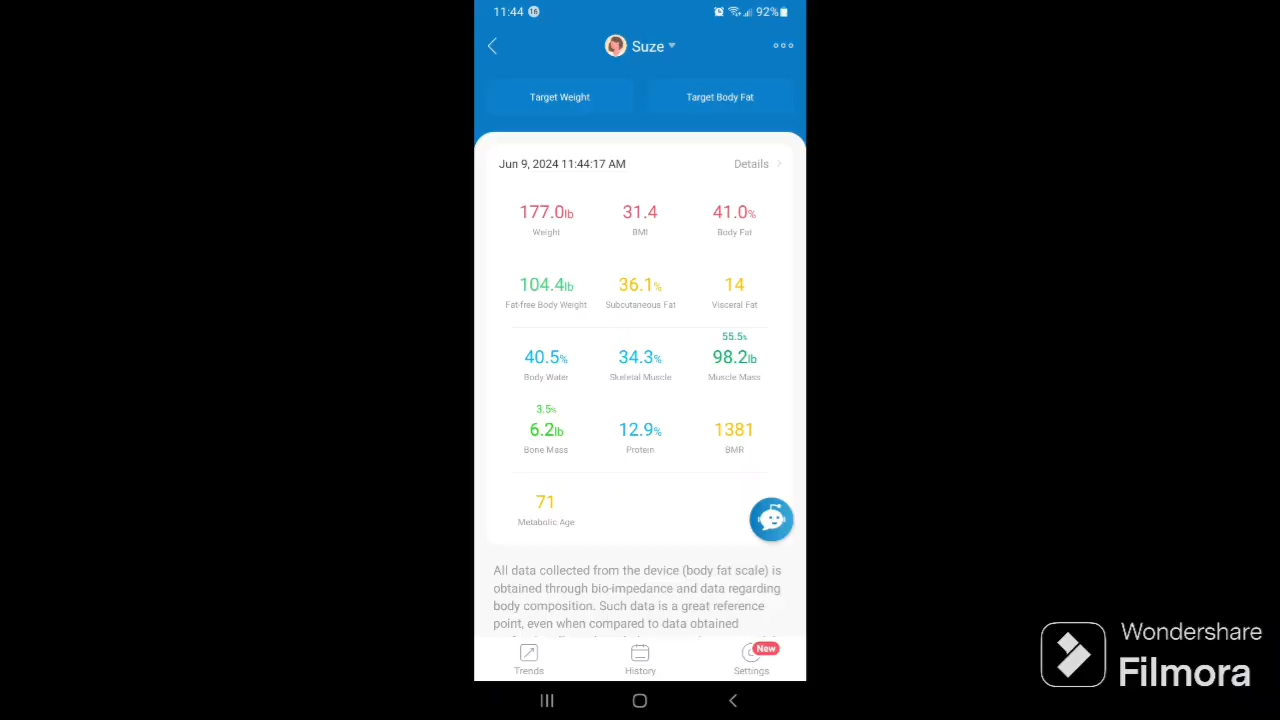 11:44 16 92%
Suze
Target Weight Target Body Fat
Jun 9, 2024 11:44:17 AM Details
177.0lb 31.4 41.0%
Weight BMI Body Fat
104.4lb 36.1% 14
Fat-free Body Weight Subcutaneous Fat Visceral Fat
55.5%
40.5% 34.3% 98.2lb
Body Water Skeletal Muscle Muscle Mass
3.5%
6.2lb 12.9% 1381
Bone Mass Protein BMR
71
Metabolic Age
All data collected from the device (body fat scale) is
obtained through bio-impedance and data regarding
body composition. Such data is a great reference
point, even when compared to data obtained
New
Trends History Settings
Wondershare
Filmora